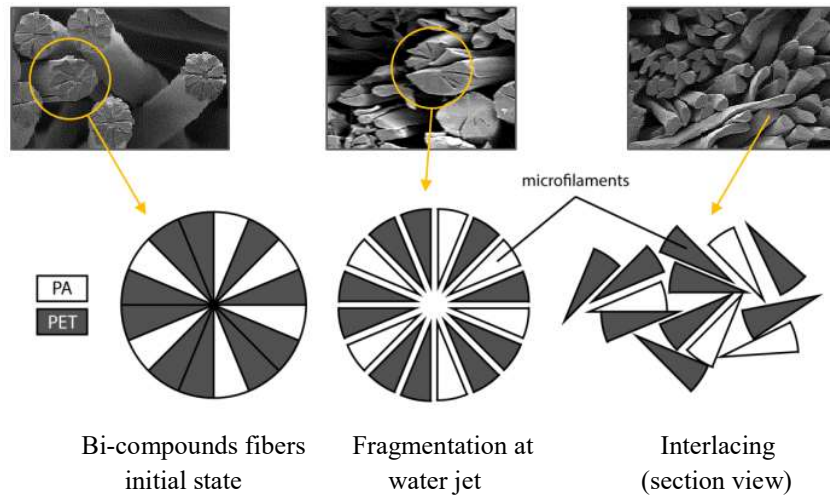 microfilaments
PA
PET
Bi-compounds fibers
initial state
Fragmentation at
water jet
Interlacing
(section view)